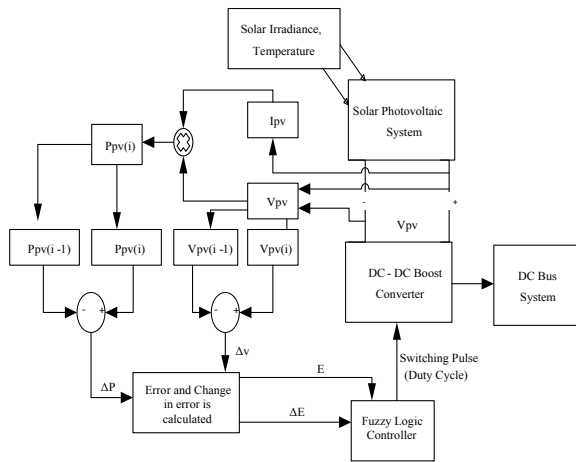 Solar Irradiance,
Temperature
Solar Photovoltaic
System
Ipv
Ppv(i)
Vpv
- +
Vpv
Ppv(i -1)
Ppv(i)
Vpv(i -1)
Vpv(i)
DC - DC Boost
Converter
DC Bus
System
- +
- +
Δv
Switching Pulse
(Duty Cycle)
ΔP
E
Error and Change
in error is
calculated
ΔE
Fuzzy Logic
Controller